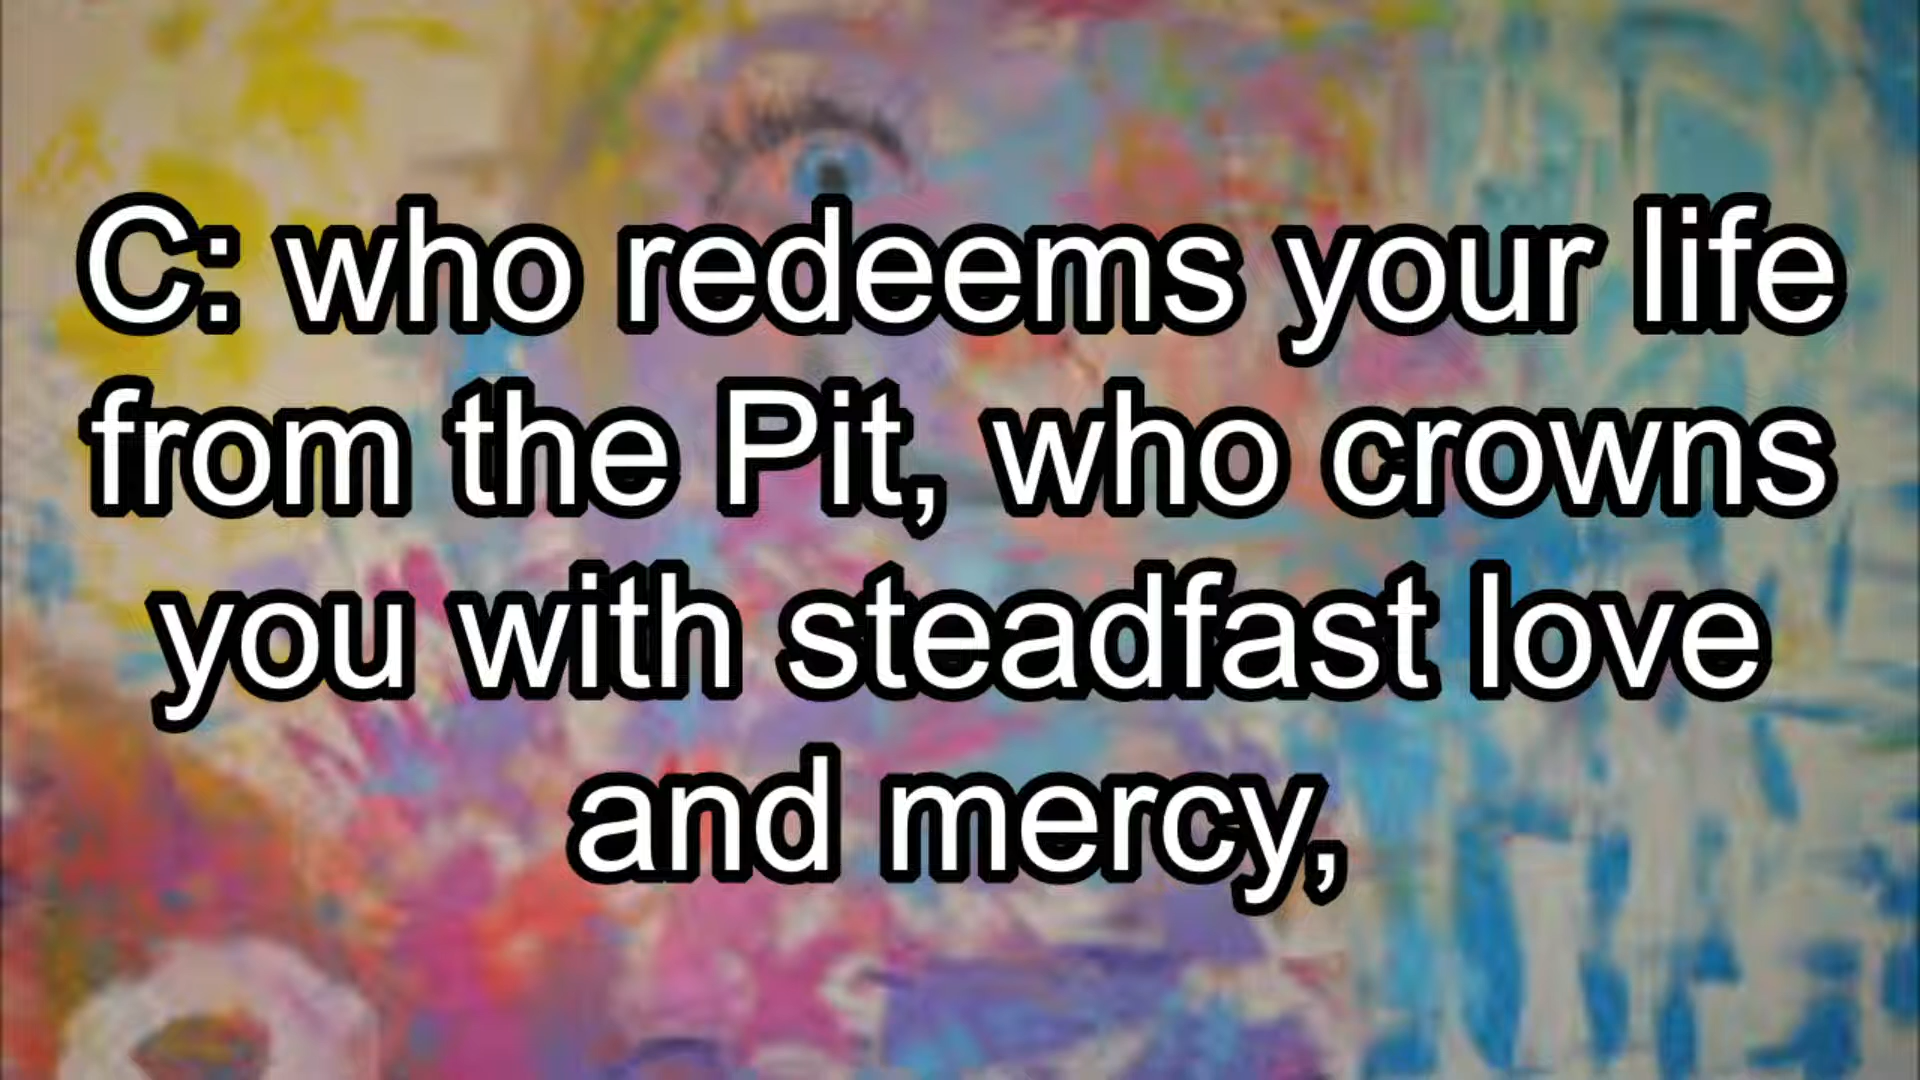 C: who redeems your life
from the Pit, who crowns
you with steadfast love
and mercy,